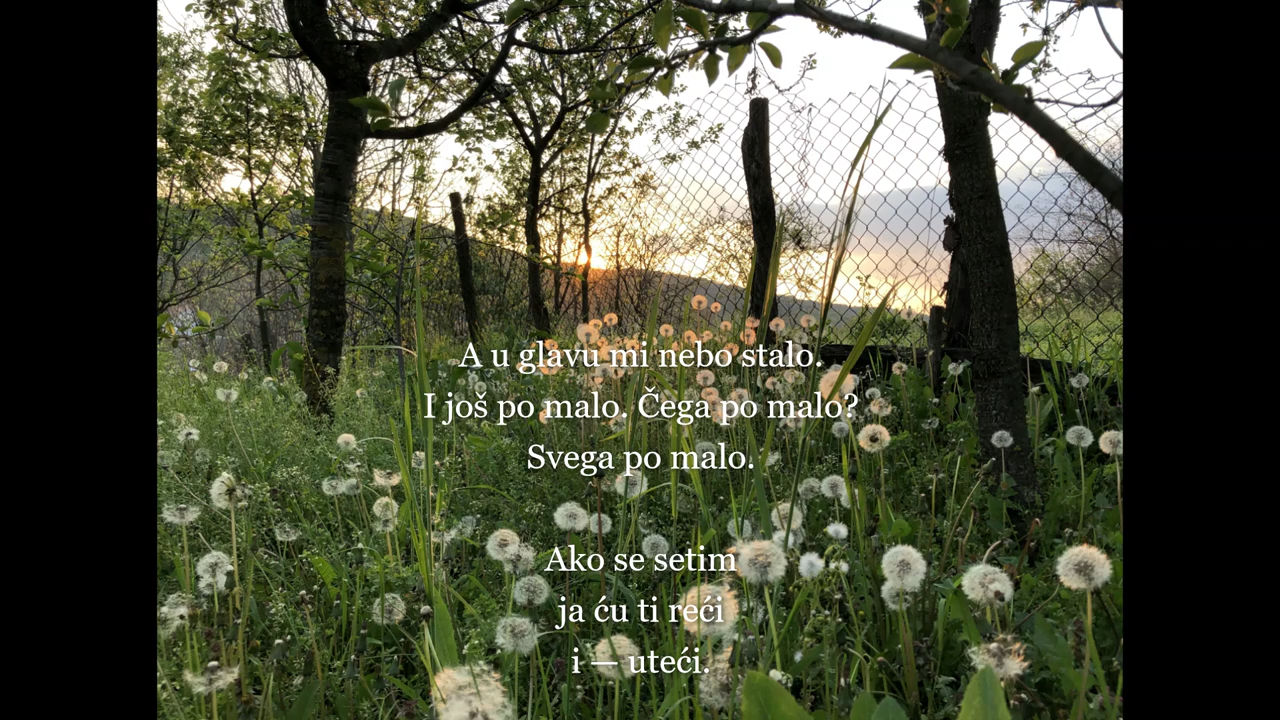 A u glavu mi nebo stalo.
I još po malo. Čega po malo?
Svega po malo.
Ako se setim
ja ću ti reći
i — uteći.